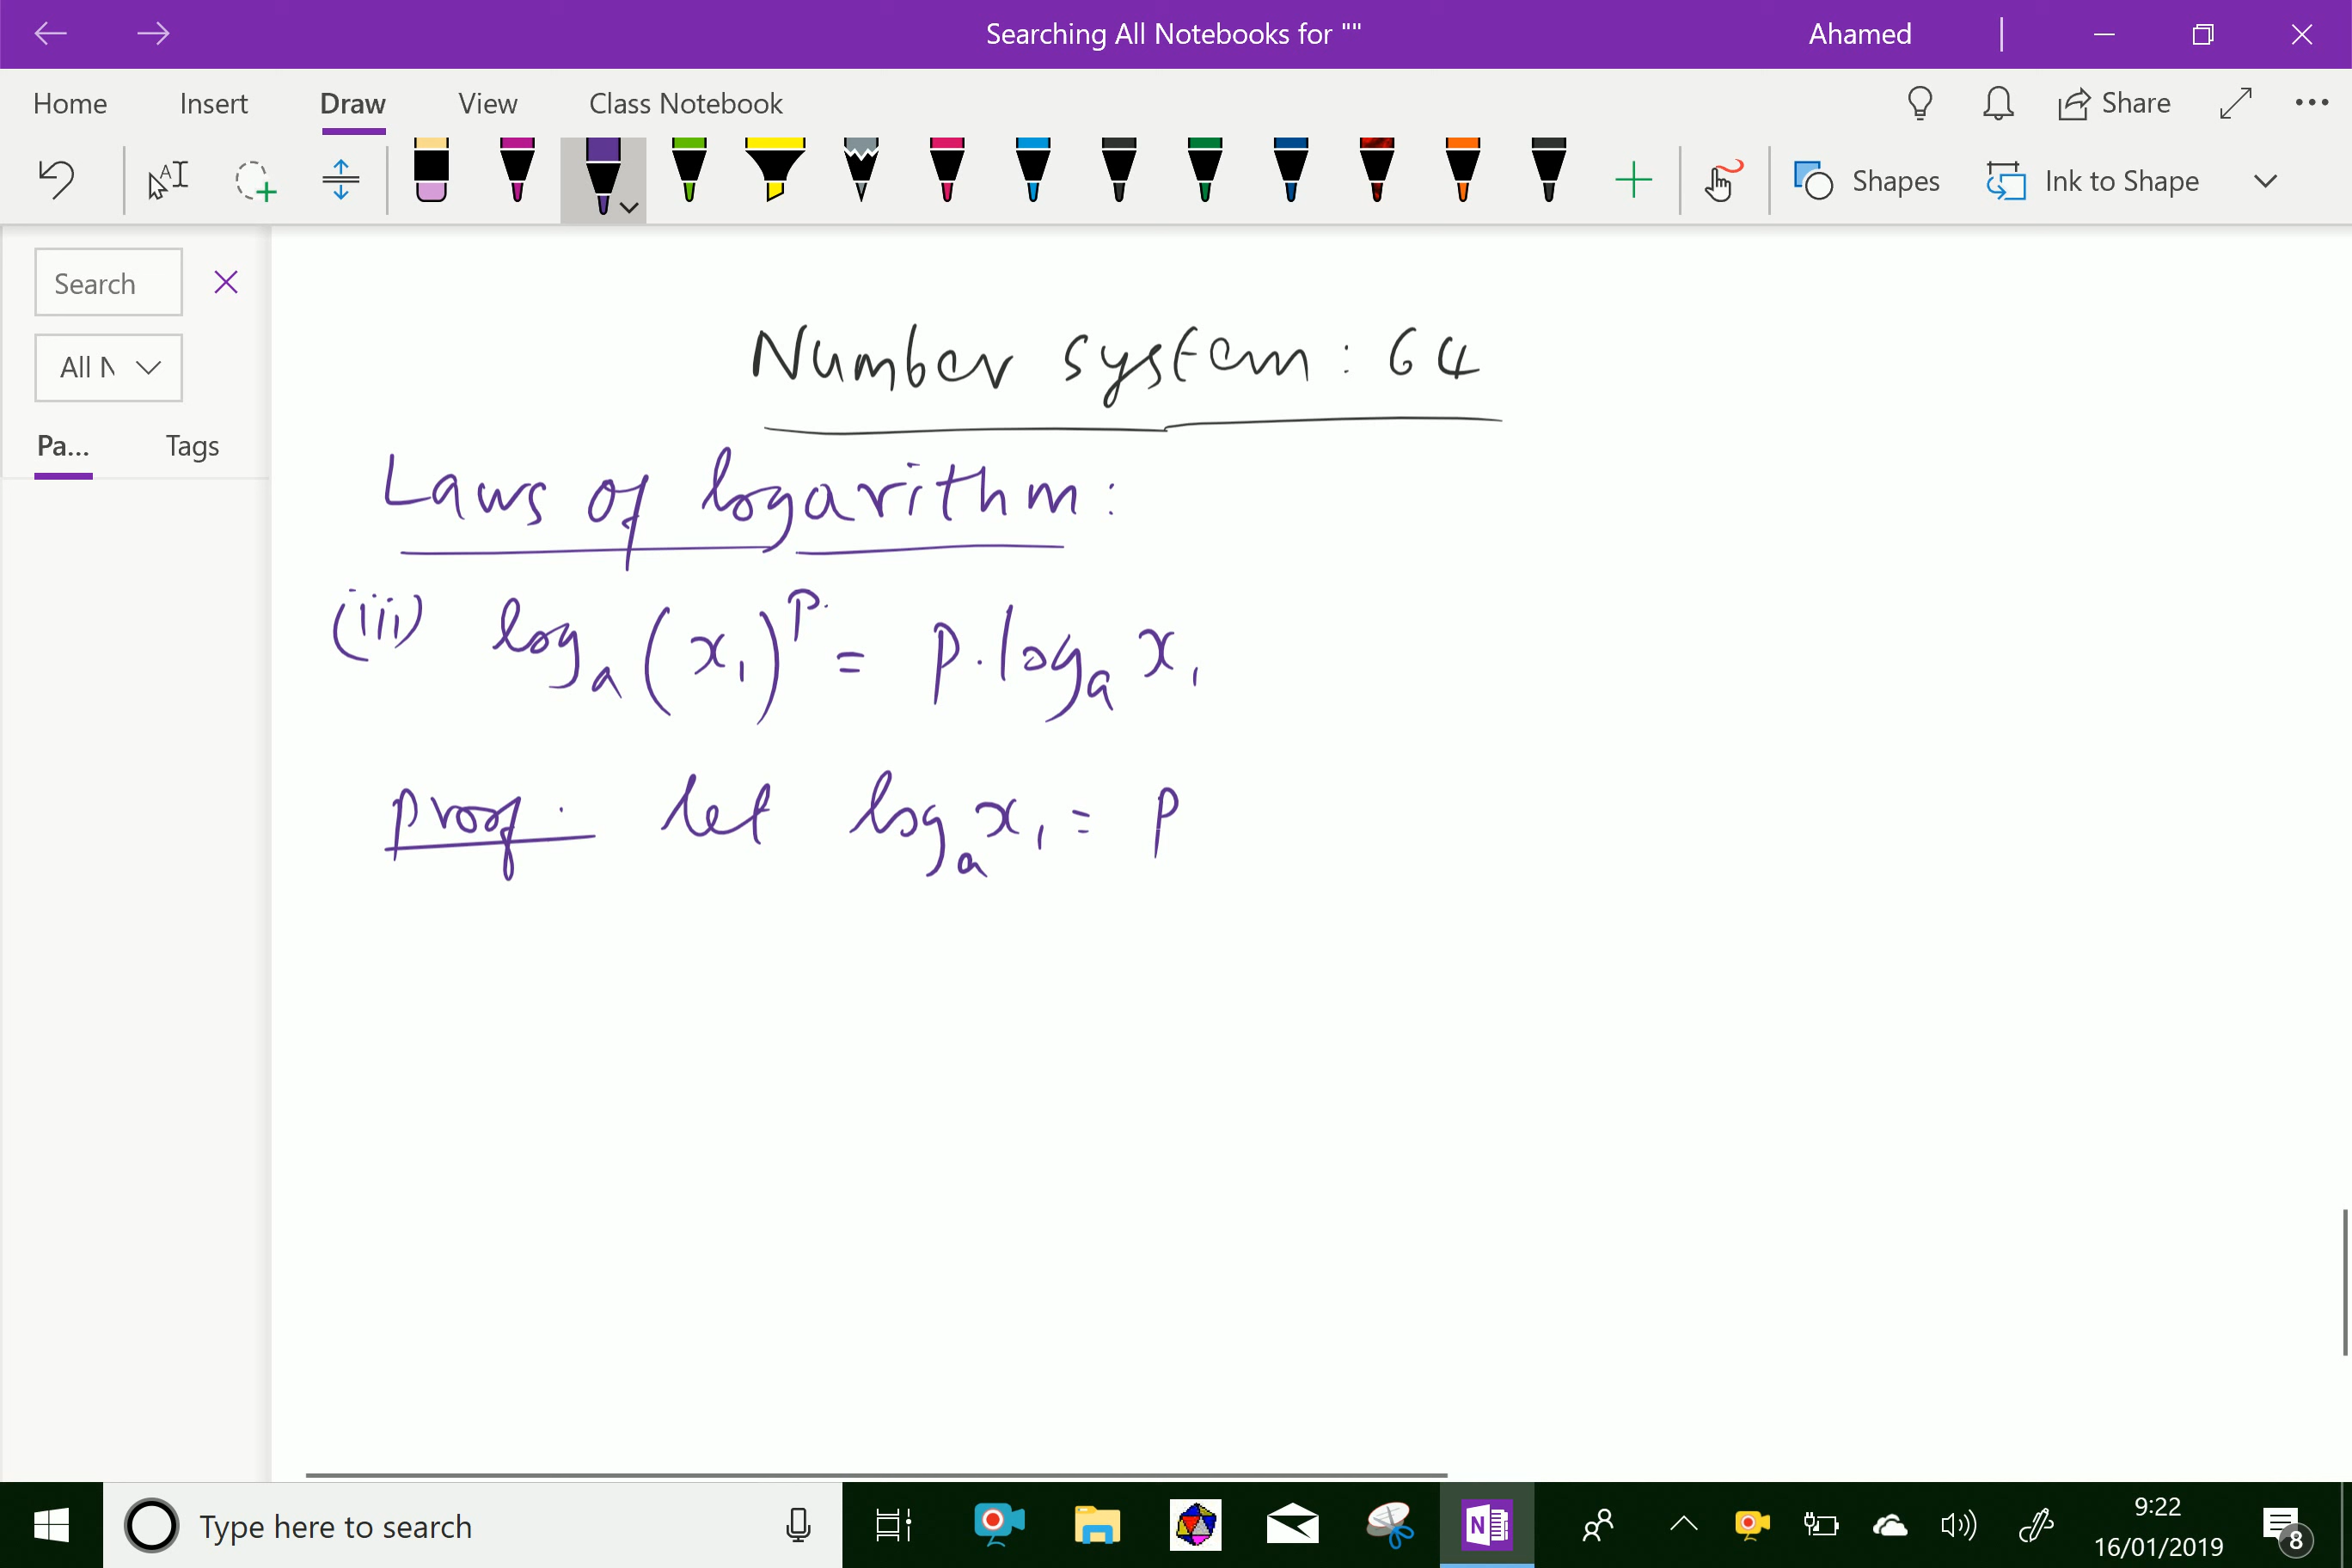 Searching All Notebooks for ""
Ahamed
Home Insert Draw View Class Notebook
Share
Shapes
Ink to Shape
Search
All N
Pa... Tags
Number system : 64
Laws of logarithm :
(iii) logₐ(x₁)ᴾ = P.logₐ x₁
proof : let logₐ x₁ = P
Type here to search
N
9:22
16/01/2019
8